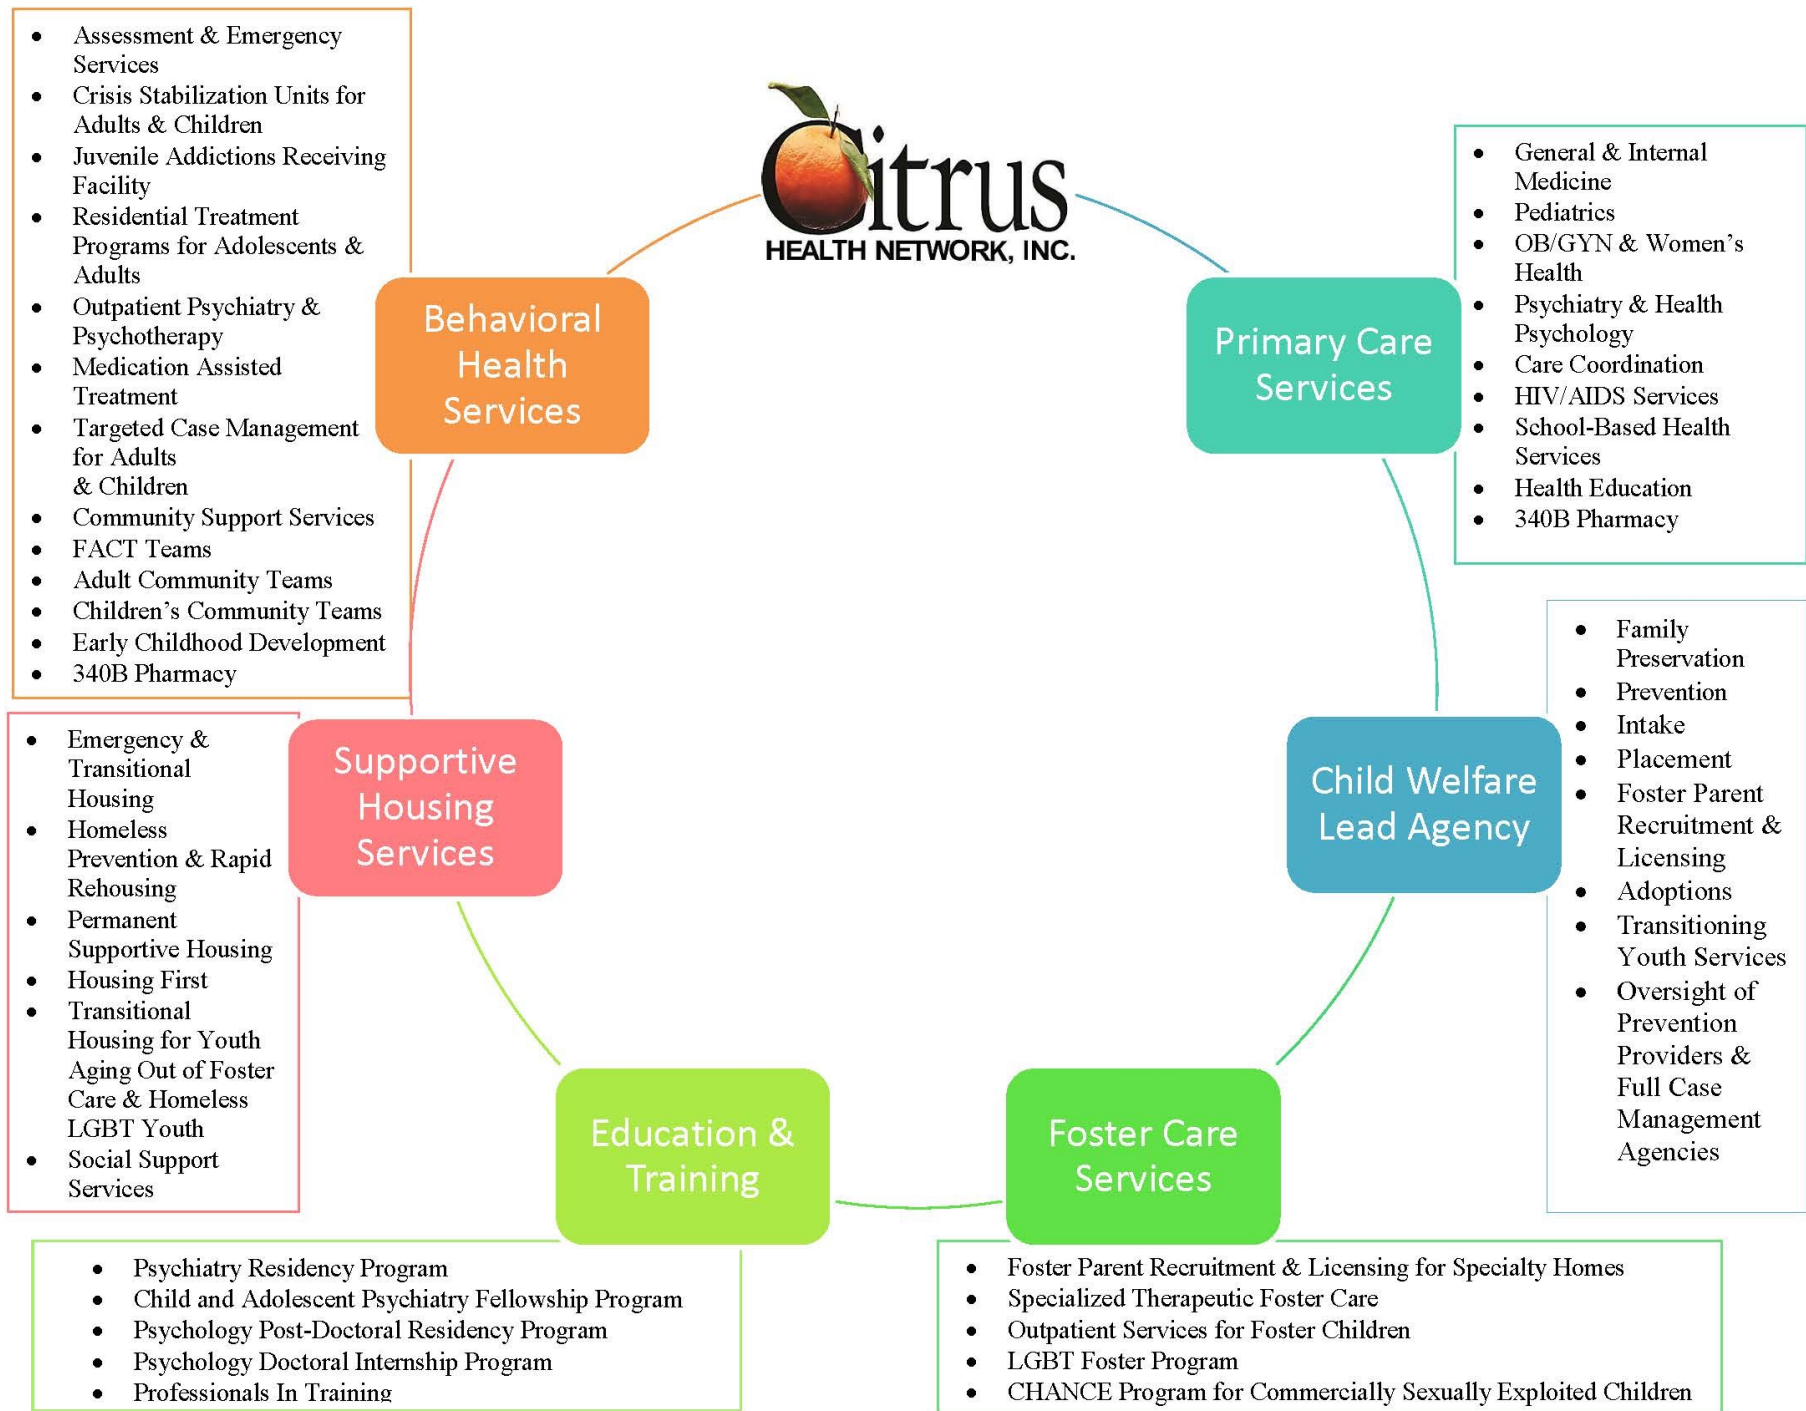 Citrus
HEALTH NETWORK, INC.
Behavioral
Health
Services
• Assessment & Emergency
Services
• Crisis Stabilization Units for
Adults & Children
• Juvenile Addictions Receiving
Facility
• Residential Treatment
Programs for Adolescents &
Adults
• Outpatient Psychiatry &
Psychotherapy
• Medication Assisted
Treatment
• Targeted Case Management
for Adults
& Children
• Community Support Services
• FACT Teams
• Adult Community Teams
• Children’s Community Teams
• Early Childhood Development
• 340B Pharmacy
Primary Care
Services
• General & Internal
Medicine
• Pediatrics
• OB/GYN & Women’s
Health
• Psychiatry & Health
Psychology
• Care Coordination
• HIV/AIDS Services
• School-Based Health
Services
• Health Education
• 340B Pharmacy
Supportive
Housing
Services
• Emergency &
Transitional
Housing
• Homeless
Prevention & Rapid
Rehousing
• Permanent
Supportive Housing
• Housing First
• Transitional
Housing for Youth
Aging Out of Foster
Care & Homeless
LGBT Youth
• Social Support
Services
Child Welfare
Lead Agency
• Family
Preservation
• Prevention
• Intake
• Placement
• Foster Parent
Recruitment &
Licensing
• Adoptions
• Transitioning
Youth Services
• Oversight of
Prevention
Providers &
Full Case
Management
Agencies
Education &
Training
• Psychiatry Residency Program
• Child and Adolescent Psychiatry Fellowship Program
• Psychology Post-Doctoral Residency Program
• Psychology Doctoral Internship Program
• Professionals In Training
Foster Care
Services
• Foster Parent Recruitment & Licensing for Specialty Homes
• Specialized Therapeutic Foster Care
• Outpatient Services for Foster Children
• LGBT Foster Program
• CHANCE Program for Commercially Sexually Exploited Children